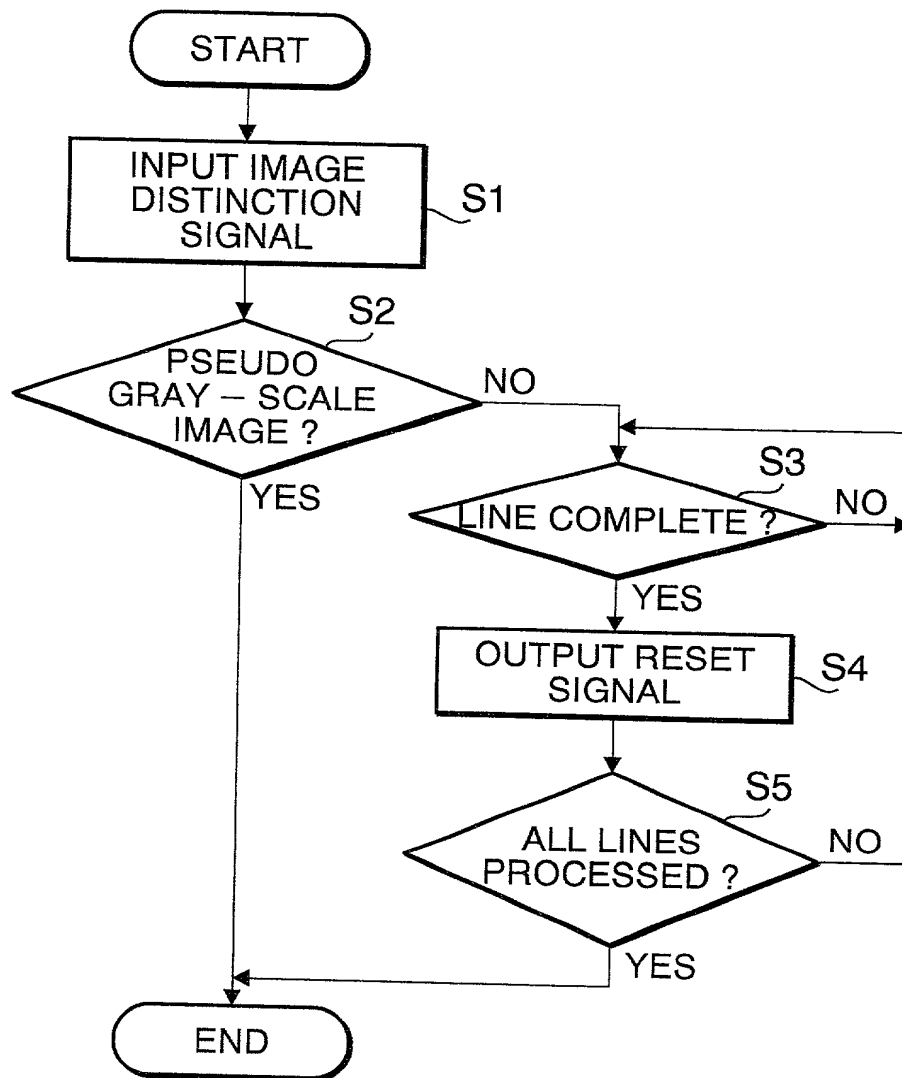 START
INPUT IMAGE
DISTINCTION
SIGNAL
S1
S2
PSEUDO
GRAY – SCALE
IMAGE ?
NO
YES
S3
LINE COMPLETE ?
NO
YES
OUTPUT RESET
SIGNAL
S4
S5
ALL LINES
PROCESSED ?
NO
YES
END